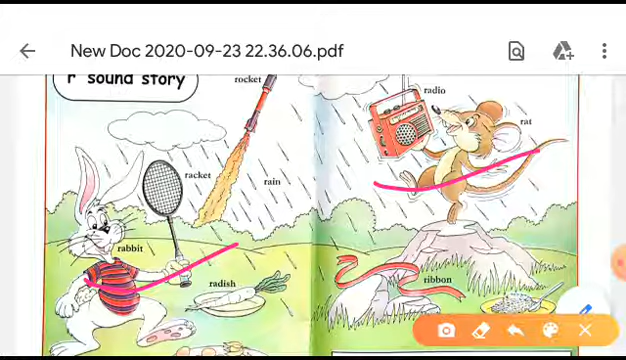 New Doc 2020-09-23 22.36.06.pdf
r sound story
rocket
radio
rat
racket
rain
rabbit
radish
ribbon